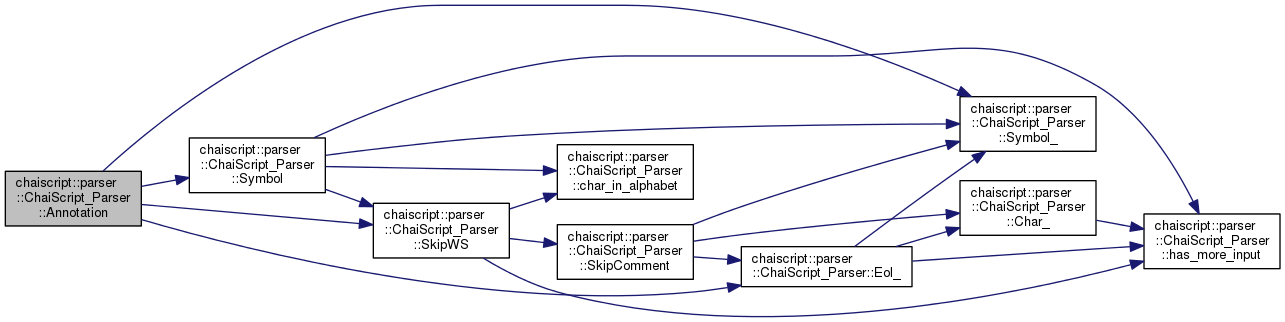 chaiscript::parser
::ChaiScript_Parser
::Annotation
chaiscript::parser
::ChaiScript_Parser
::Symbol
chaiscript::parser
::ChaiScript_Parser
::SkipWS
chaiscript::parser
::ChaiScript_Parser
::char_in_alphabet
chaiscript::parser
::ChaiScript_Parser
::SkipComment
chaiscript::parser
::ChaiScript_Parser::Eol_
chaiscript::parser
::ChaiScript_Parser
::Symbol_
chaiscript::parser
::ChaiScript_Parser
::Char_
chaiscript::parser
::ChaiScript_Parser
::has_more_input